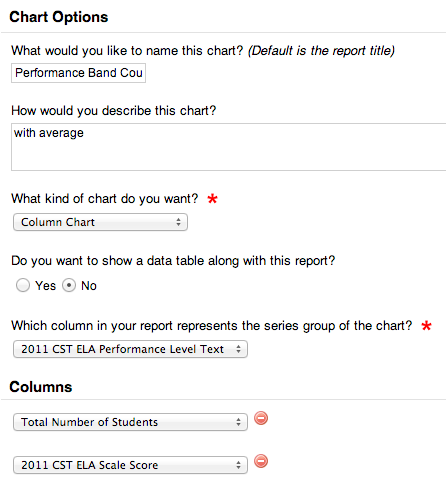 Chart Options
What would you like to name this chart? (Default is the report title)
Performance Band Cou
How would you describe this chart?
with average
What kind of chart do you want? *
Column Chart
Do you want to show a data table along with this report?
Yes No
Which column in your report represents the series group of the chart? *
2011 CST ELA Performance Level Text
Columns
Total Number of Students
2011 CST ELA Scale Score